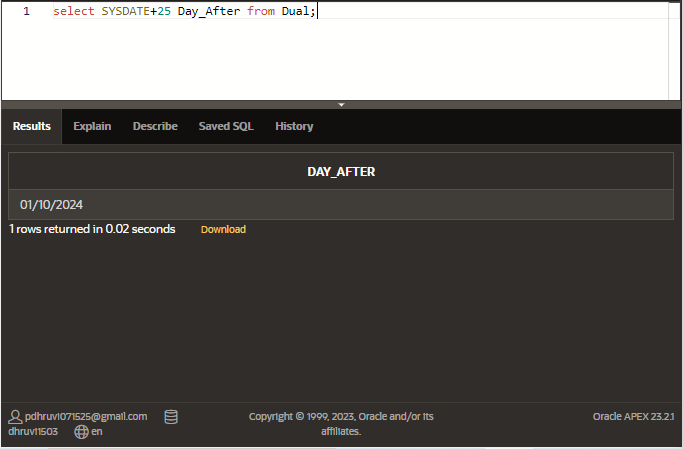 1 select SYSDATE+25 Day_After from Dual;
Results Explain Describe Saved SQL History
DAY_AFTER
01/10/2024
1 rows returned in 0.02 seconds Download
pdhruv1071525@gmail.com
dhruv11503 en
Copyright © 1999, 2023, Oracle and/or its
affiliates.
Oracle APEX 23.2.1